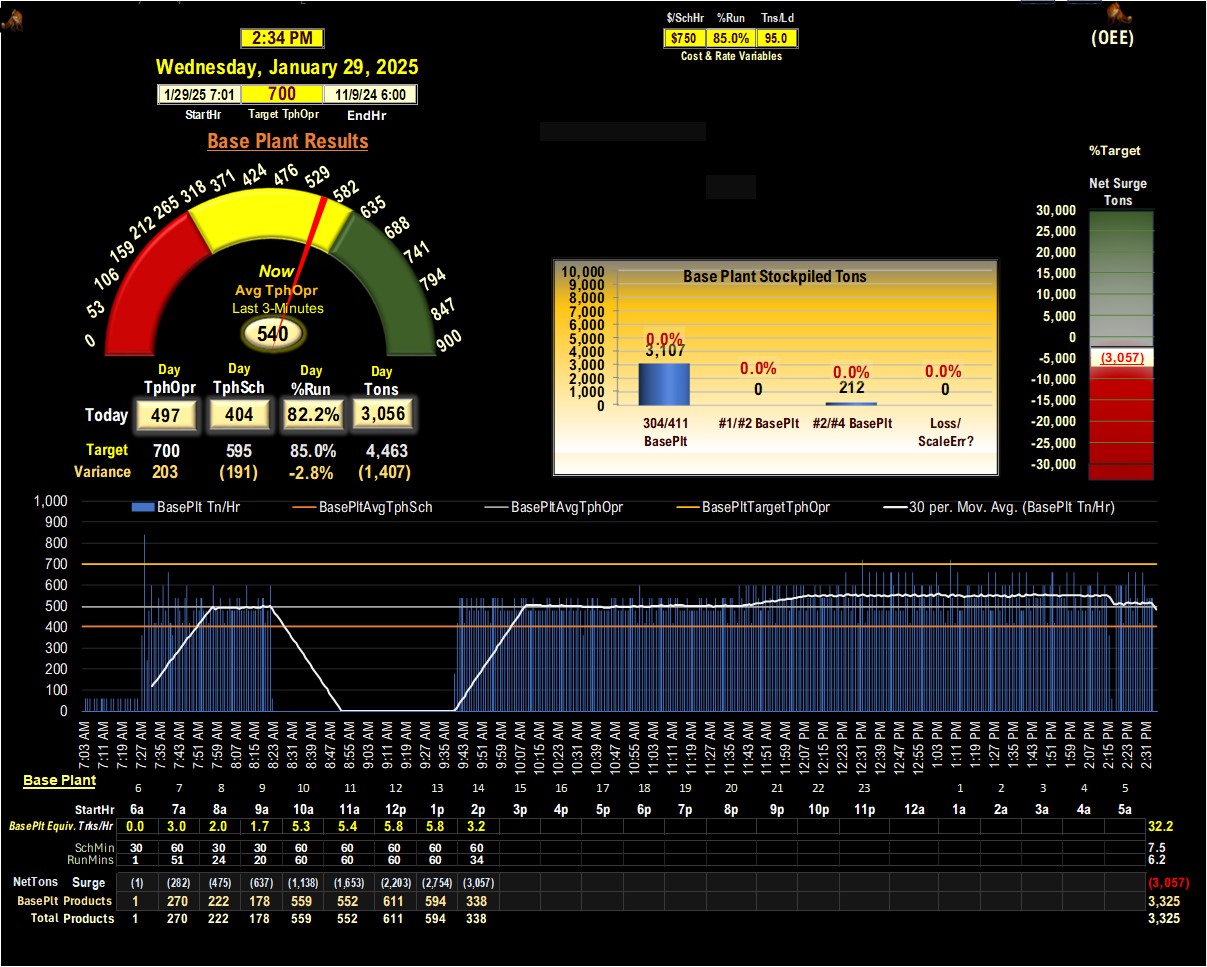 $/SchHr %Run Tns/Ld
2:34 PM
$750 85.0% 95.0
(OEE)
Cost & Rate Variables
Wednesday, January 29, 2025
1/29/25 7:01 700 11/9/24 6:00
StartHr Target TphOpr EndHr
Base Plant Results
%Target
Net Surge
Tons
0 53 106 159 212 265 318 371 424 476 529 582 635 688 741 794 847 900
Now
Avg TphOpr
Last 3-Minutes
540
30,000
25,000
20,000
15,000
10,000
5,000
0
-5,000
-10,000
-15,000
-20,000
-25,000
-30,000
(3,057)
Base Plant Stockpiled Tons
10,000
9,000
8,000
7,000
6,000
5,000
4,000
3,000
2,000
1,000
0
0.0% 0.0% 0.0% 0.0%
3,107 0 212 0
304/411 #1/#2 BasePlt #2/#4 BasePlt Loss/
BasePlt ScaleErr?
Day Day Day Day
TphOpr TphSch %Run Tons
Today 497 404 82.2% 3,056
Target 700 595 85.0% 4,463
Variance 203 (191) -2.8% (1,407)
BasePlt Tn/Hr BasePltAvgTphSch BasePltAvgTphOpr BasePltTargetTphOpr 30 per. Mov. Avg. (BasePlt Tn/Hr)
1,000
900
800
700
600
500
400
300
200
100
0
7:03 AM 7:11 AM 7:19 AM 7:27 AM 7:35 AM 7:43 AM 7:51 AM 7:59 AM 8:07 AM 8:15 AM 8:23 AM 8:31 AM 8:39 AM 8:47 AM 8:55 AM 9:03 AM 9:11 AM 9:19 AM 9:27 AM 9:35 AM 9:43 AM 9:51 AM 9:59 AM 10:07 AM 10:15 AM 10:23 AM 10:31 AM 10:39 AM 10:47 AM 10:55 AM 11:03 AM 11:11 AM 11:19 AM 11:27 AM 11:35 AM 11:43 AM 11:51 AM 11:59 AM 12:07 PM 12:15 PM 12:23 PM 12:31 PM 12:39 PM 12:47 PM 12:55 PM 1:03 PM 1:11 PM 1:19 PM 1:27 PM 1:35 PM 1:43 PM 1:51 PM 1:59 PM 2:07 PM 2:15 PM 2:23 PM 2:31 PM
Base Plant
6 7 8 9 10 11 12 13 14 15 16 17 18 19 20 21 22 23 1 2 3 4 5
StartHr 6a 7a 8a 9a 10a 11a 12p 1p 2p 3p 4p 5p 6p 7p 8p 9p 10p 11p 12a 1a 2a 3a 4a 5a
BasePlt Equiv. Trks/Hr 0.0 3.0 2.0 1.7 5.3 5.4 5.8 5.8 3.2 32.2
SchMin 30 60 30 30 60 60 60 60 60 7.5
RunMins 1 51 24 20 60 60 60 60 34 6.2
NetTons Surge (1) (282) (475) (637) (1,138) (1,653) (2,203) (2,754) (3,057) (3,057)
BasePlt Products 1 270 222 178 559 552 611 594 338 3,325
Total Products 1 270 222 178 559 552 611 594 338 3,325